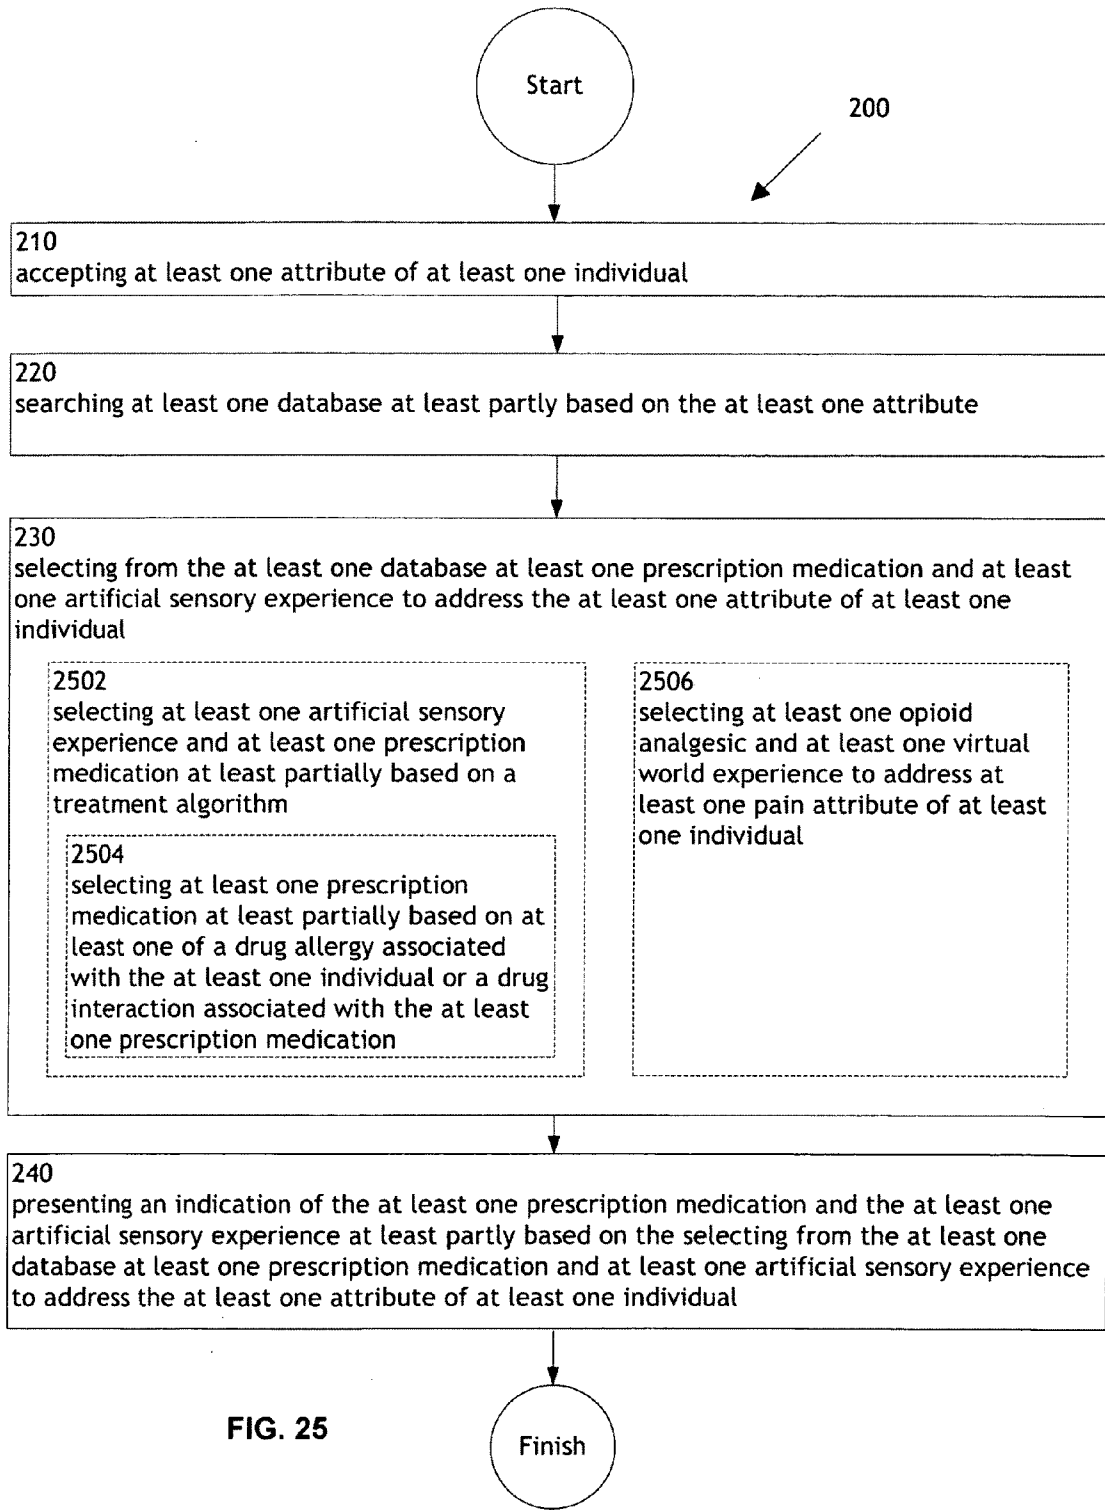 Start
200
210
accepting at least one attribute of at least one individual
220
searching at least one database at least partly based on the at least one attribute
230
selecting from the at least one database at least one prescription medication and at least
one artificial sensory experience to address the at least one attribute of at least one
individual
2502
selecting at least one artificial sensory
experience and at least one prescription
medication at least partially based on a
treatment algorithm
2504
selecting at least one prescription
medication at least partially based on at
least one of a drug allergy associated
with the at least one individual or a drug
interaction associated with the at least
one prescription medication
2506
selecting at least one opioid
analgesic and at least one virtual
world experience to address at
least one pain attribute of at least
one individual
240
presenting an indication of the at least one prescription medication and the at least one
artificial sensory experience at least partly based on the selecting from the at least one
database at least one prescription medication and at least one artificial sensory experience
to address the at least one attribute of at least one individual
FIG. 25
Finish